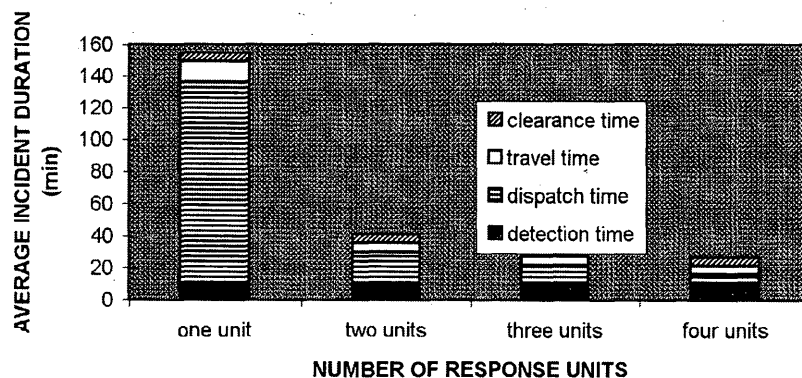 AVERAGE INCIDENT DURATION
(min)
160
140
120
100
80
60
40
20
0
clearance time
travel time
dispatch time
detection time
one unit
two units
three units
four units
NUMBER OF RESPONSE UNITS